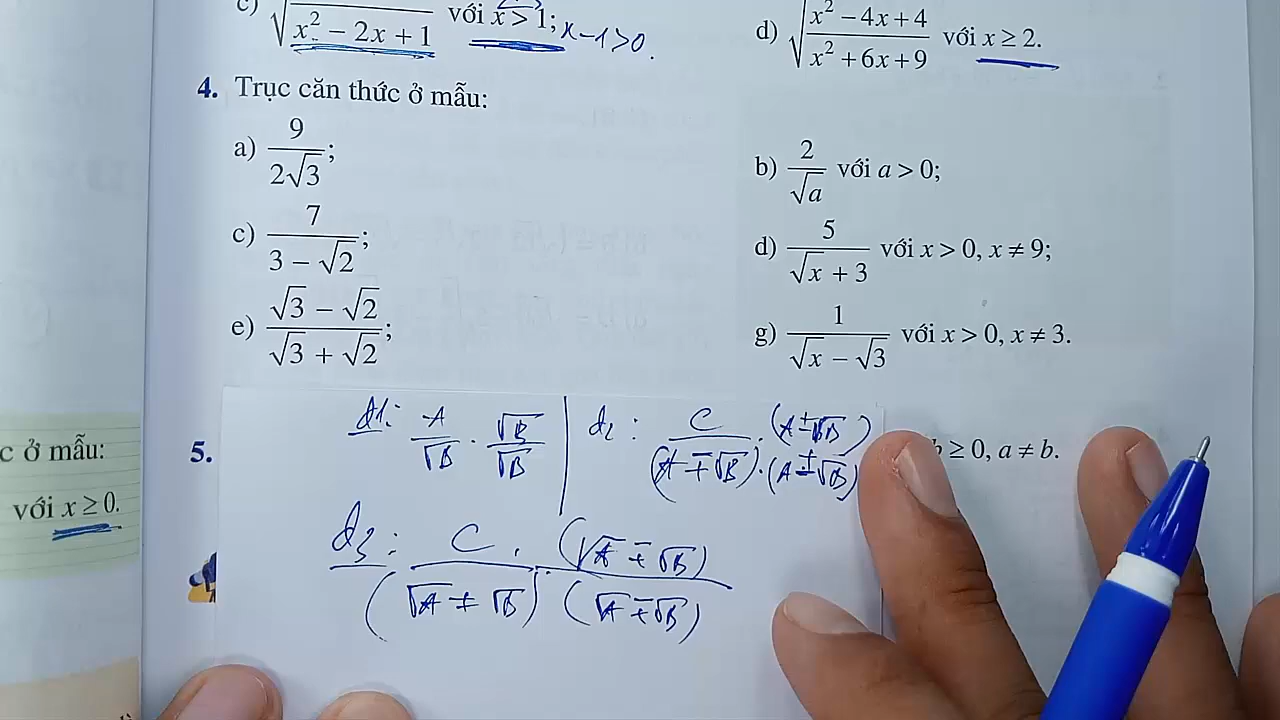 c) √(x² − 2x + 1) với x > 1; x − 1 > 0.
d) √((x² − 4x + 4)/(x² + 6x + 9)) với x ≥ 2.
4. Trục căn thức ở mẫu:
a) 9/(2√3);
b) 2/√a với a > 0;
c) 7/(3 − √2);
d) 5/(√x + 3) với x > 0, x ≠ 9;
e) (√3 − √2)/(√3 + √2);
g) 1/(√x − √3) với x > 0, x ≠ 3.
c ở mẫu:
với x ≥ 0.
5. b ≥ 0, a ≠ b.
d1: A/√B · √B/√B
d2: C/(A ∓ √B) · (A ± √B)/(A ± √B)
d3: C/(√A ± √B) · (√A ∓ √B)/(√A ∓ √B)